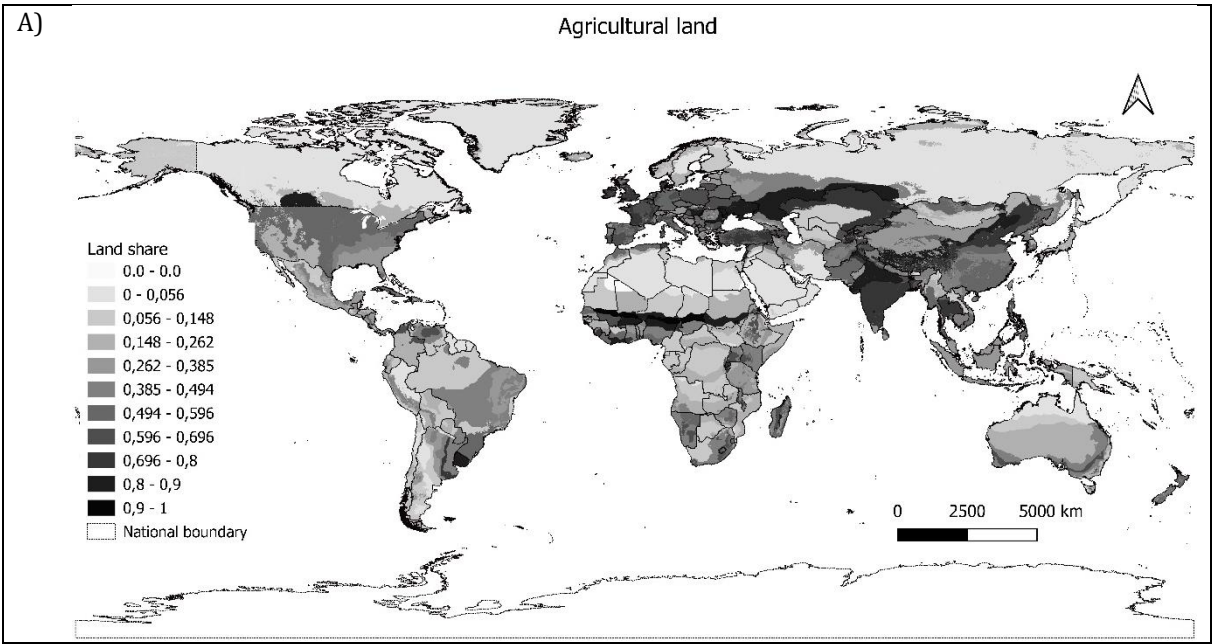 A)
Agricultural land
Land share
0.0 - 0.0
0 - 0,056
0,056 - 0,148
0,148 - 0,262
0,262 - 0,385
0,385 - 0,494
0,494 - 0,596
0,596 - 0,696
0,696 - 0,8
0,8 - 0,9
0,9 - 1
National boundary
0 2500 5000 km